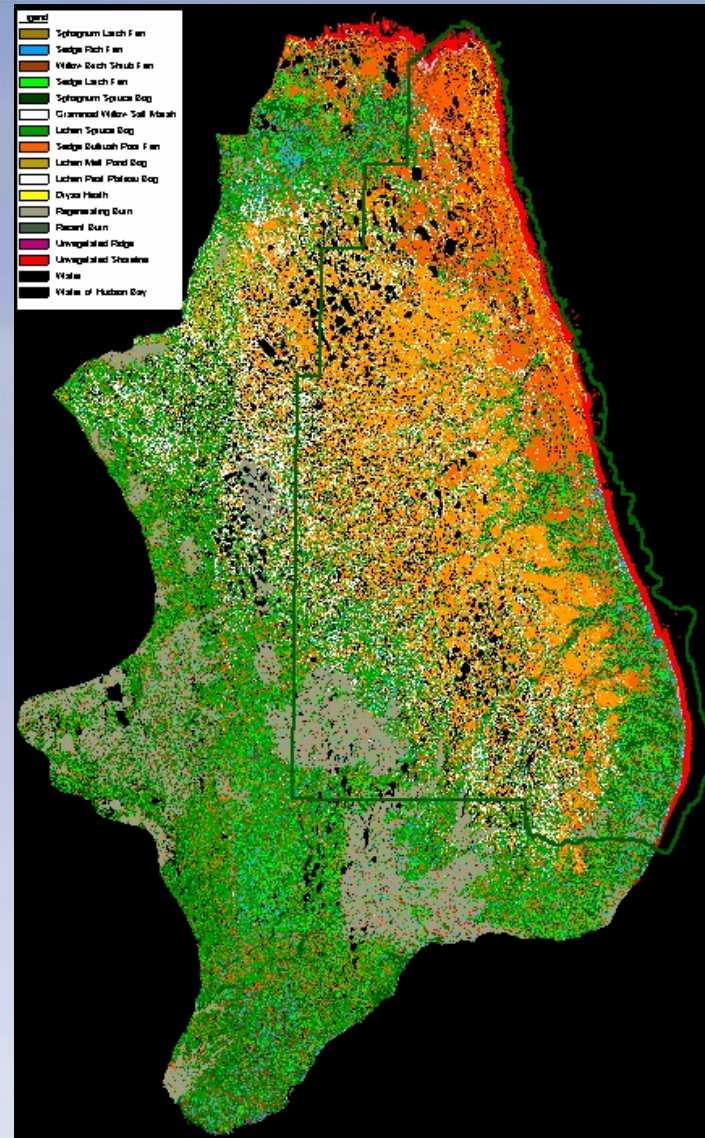 Sphagnum Larch Fen
Sedge Rich Fen
Willow Birch Shrub Fen
Sedge Larch Fen
Sphagnum Spruce Bog
Graminoid Willow Salt Marsh
Lichen Spruce Bog
Sedge Bulrush Poor Fen
Lichen Melt Pond Bog
Lichen Peat Plateau Bog
Dryas Heath
Regenerating Burn
Recent Burn
Unvegetated Ridge
Unvegetated Shoreline
Water
Water of Hudson Bay